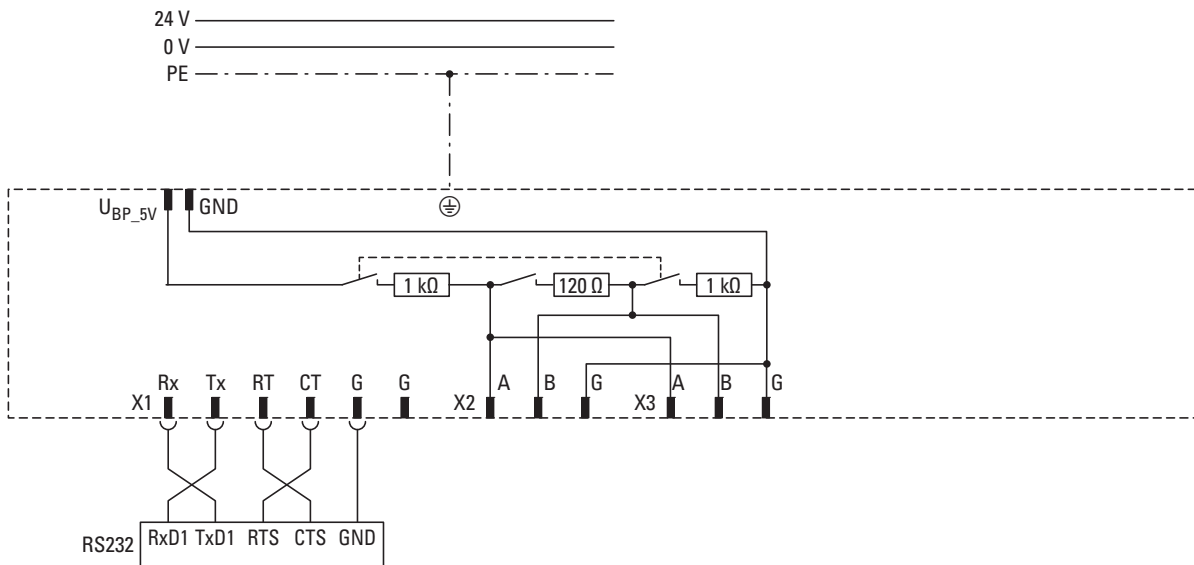 24 V
0 V
PE
U_BP_5V GND
1 kΩ 120 Ω 1 kΩ
Rx Tx RT CT G G A B G A B G
X1 X2 X3
RS232 RxD1 TxD1 RTS CTS GND